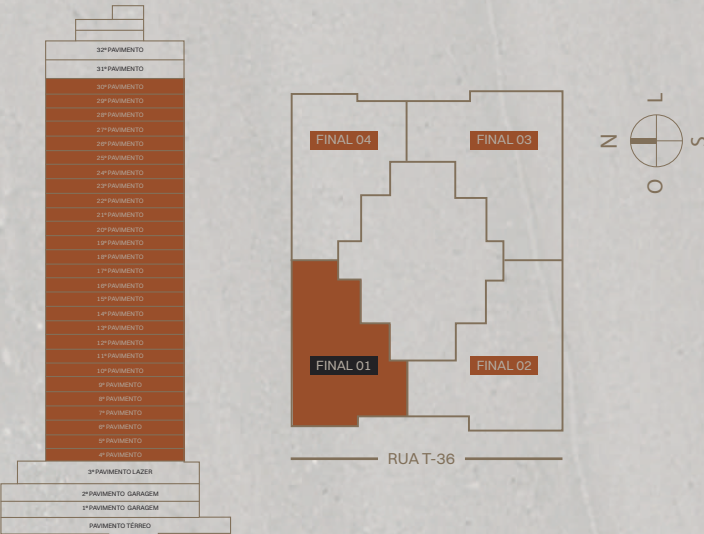 32º PAVIMENTO
31º PAVIMENTO
30º PAVIMENTO
29º PAVIMENTO
28º PAVIMENTO
27º PAVIMENTO
26º PAVIMENTO
25º PAVIMENTO
24º PAVIMENTO
23º PAVIMENTO
22º PAVIMENTO
21º PAVIMENTO
20º PAVIMENTO
19º PAVIMENTO
18º PAVIMENTO
17º PAVIMENTO
16º PAVIMENTO
15º PAVIMENTO
14º PAVIMENTO
13º PAVIMENTO
12º PAVIMENTO
11º PAVIMENTO
10º PAVIMENTO
9º PAVIMENTO
8º PAVIMENTO
7º PAVIMENTO
6º PAVIMENTO
5º PAVIMENTO
4º PAVIMENTO
3º PAVIMENTO LAZER
2º PAVIMENTO GARAGEM
1º PAVIMENTO GARAGEM
PAVIMENTO TÉRREO
FINAL 04
FINAL 03
FINAL 01
FINAL 02
RUA T-36
L
N
S
O